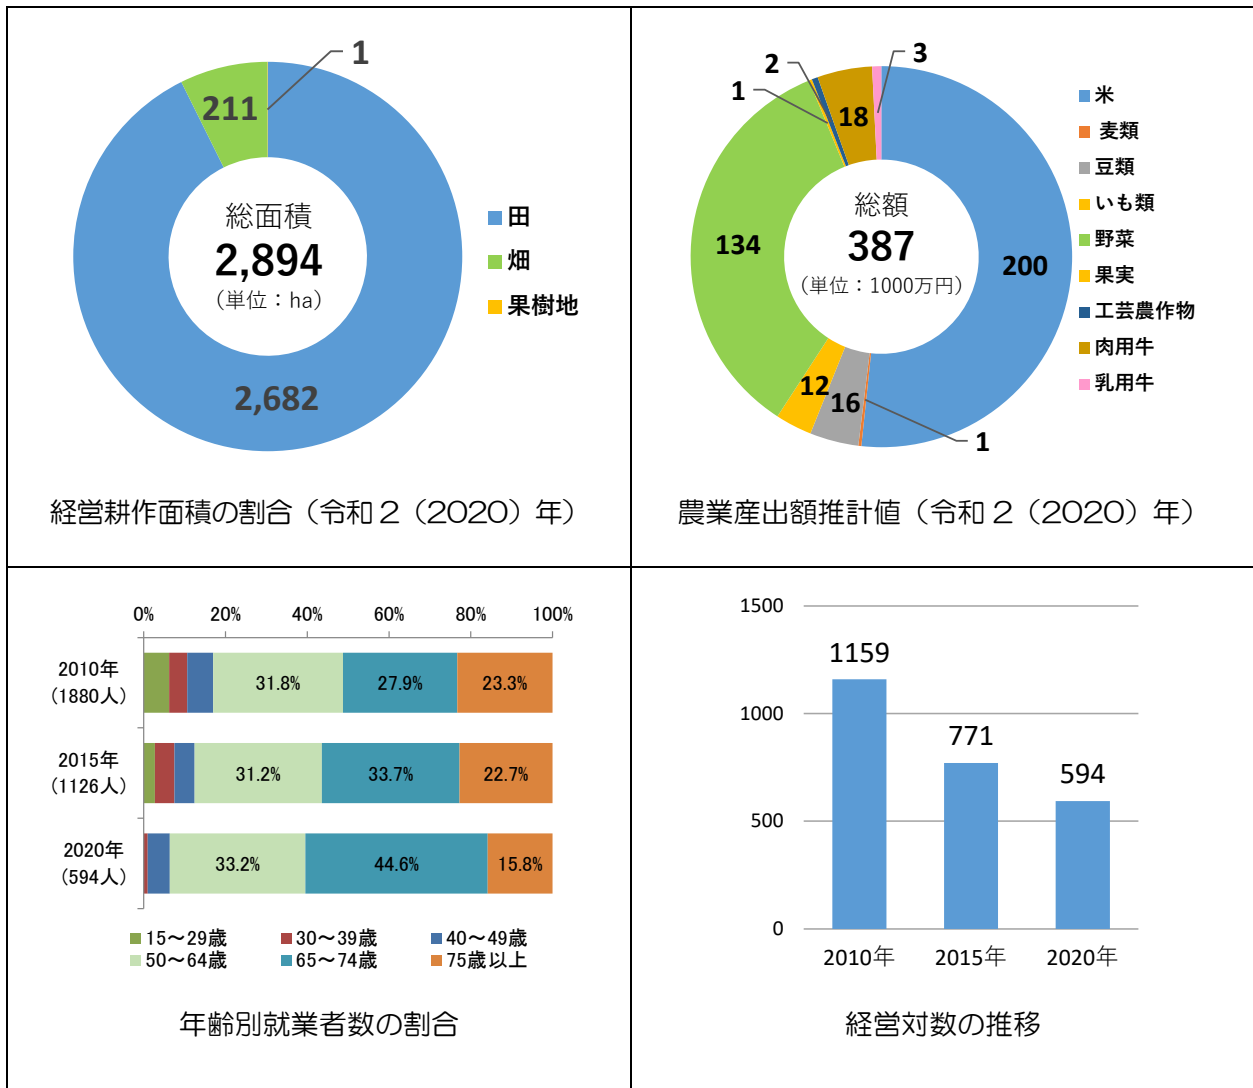 1
211
総面積
2,894
（単位：ha）
2,682
田
畑
果樹地
経営耕作面積の割合（令和２（2020）年）
3
2
1
18
134
総額
387
（単位：1000万円）
200
12
16
1
米
麦類
豆類
いも類
野菜
果実
工芸農作物
肉用牛
乳用牛
農業産出額推計値（令和２（2020）年）
0% 20% 40% 60% 80% 100%
2010年
（1880人）
31.8% 27.9% 23.3%
2015年
（1126人）
31.2% 33.7% 22.7%
2020年
（594人）
33.2% 44.6% 15.8%
15～29歳 30～39歳 40～49歳
50～64歳 65～74歳 75歳以上
年齢別就業者数の割合
1500
1159
1000
771
594
500
0
2010年 2015年 2020年
経営対数の推移